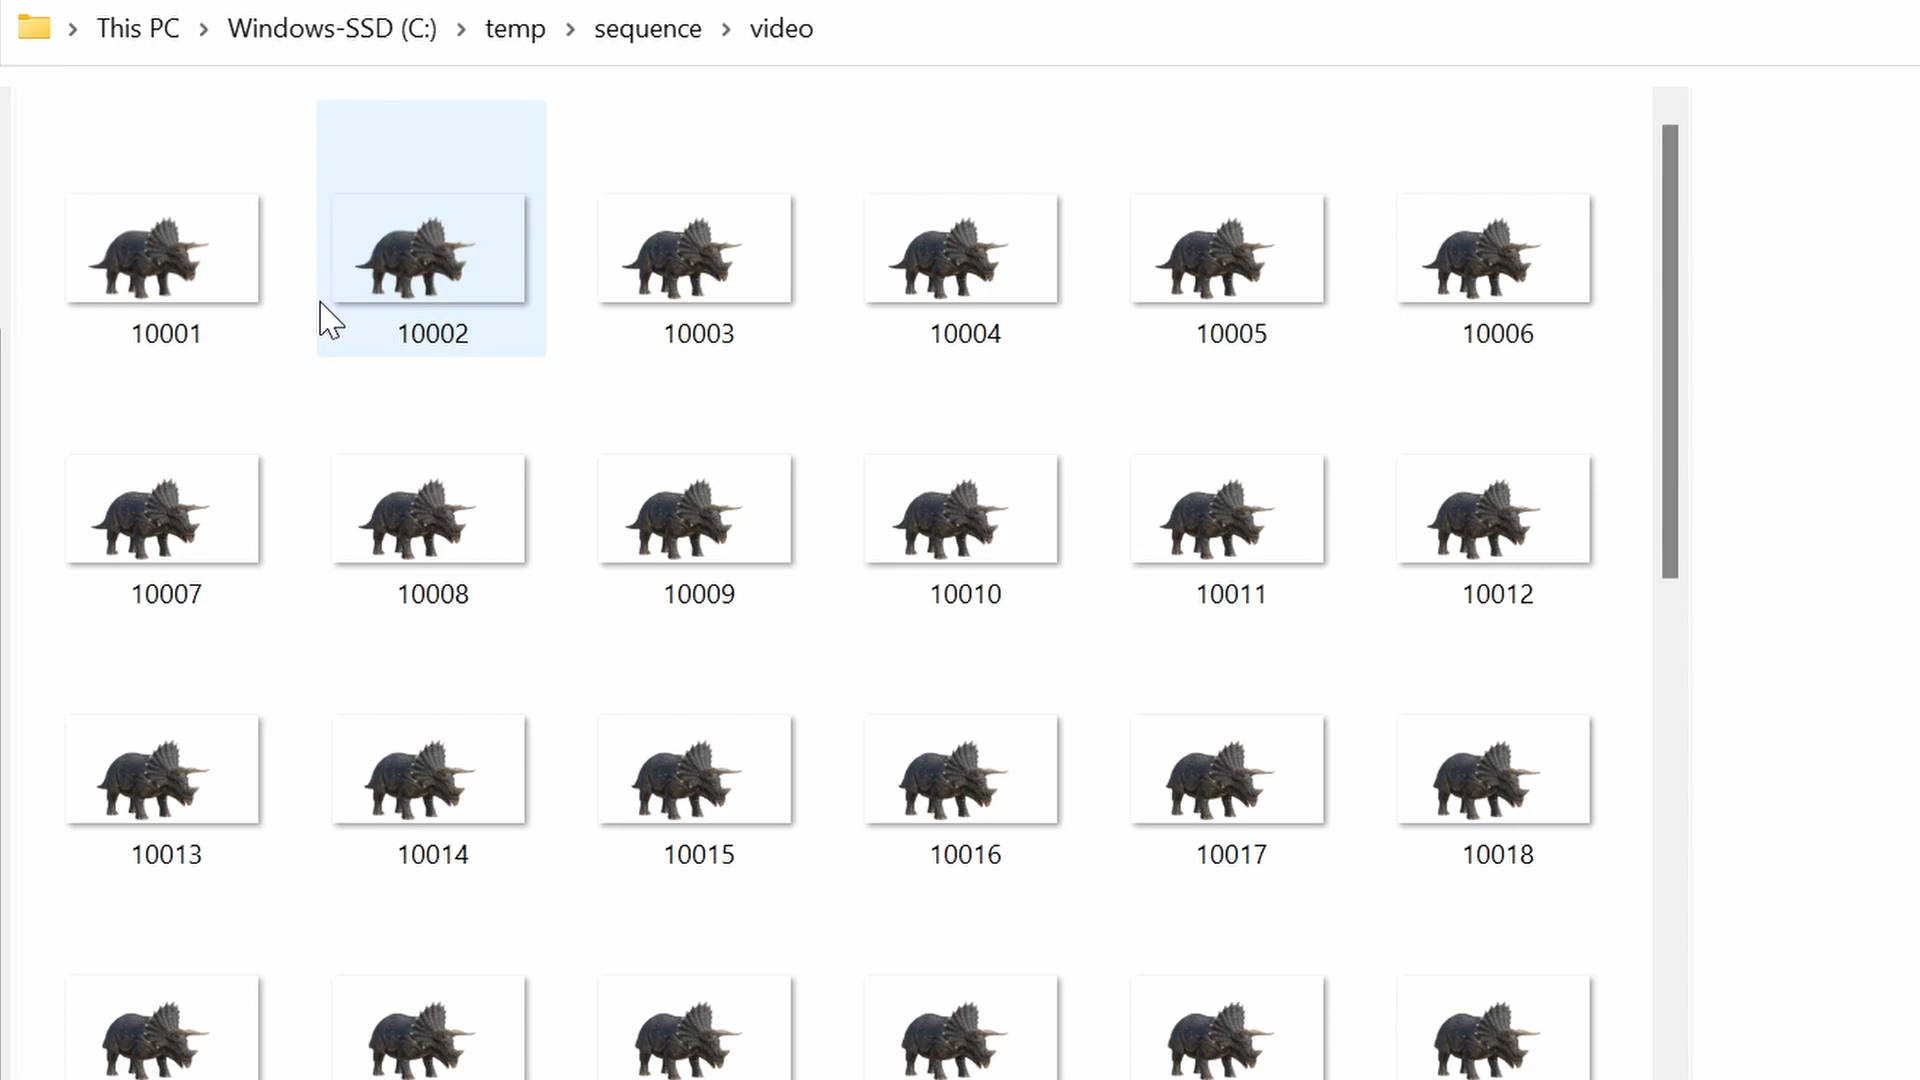 This PC > Windows-SSD (C:) > temp > sequence > video
10001 10002 10003 10004 10005 10006
10007 10008 10009 10010 10011 10012
10013 10014 10015 10016 10017 10018